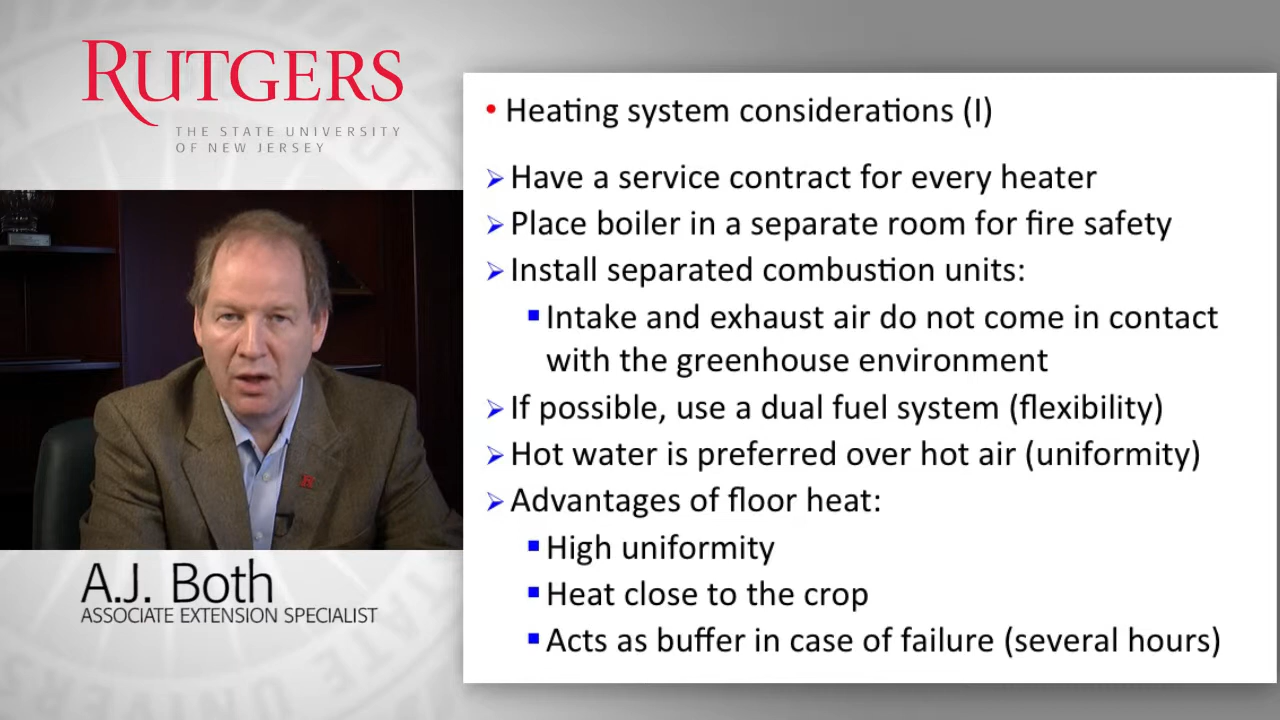 RUTGERS
THE STATE UNIVERSITY
OF NEW JERSEY
A.J. Both
ASSOCIATE EXTENSION SPECIALIST
• Heating system considerations (I)
➢ Have a service contract for every heater
➢ Place boiler in a separate room for fire safety
➢ Install separated combustion units:
▪ Intake and exhaust air do not come in contact
with the greenhouse environment
➢ If possible, use a dual fuel system (flexibility)
➢ Hot water is preferred over hot air (uniformity)
➢ Advantages of floor heat:
▪ High uniformity
▪ Heat close to the crop
▪ Acts as buffer in case of failure (several hours)